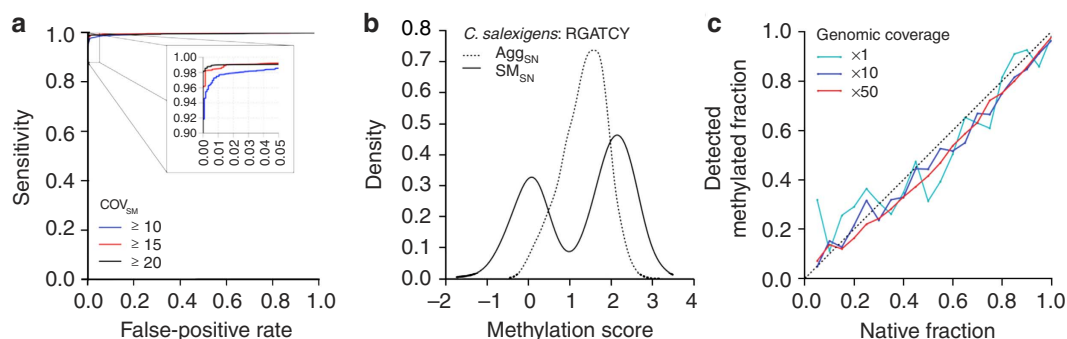 a
Sensitivity
1.0
0.8
0.6
0.4
0.2
0.0
1.00
0.98
0.96
0.94
0.92
0.90
0.00
0.01
0.02
0.03
0.04
0.05
COVSM
≥ 10
≥ 15
≥ 20
0.0 0.2 0.4 0.6 0.8 1.0
False-positive rate
b
Density
0.8
0.7
0.6
0.5
0.4
0.3
0.2
0.1
0.0
C. salexigens: RGATCY
AggSN
SMSN
−2 −1 0 1 2 3 4
Methylation score
c
Detected
methylated fraction
1.0
0.8
0.6
0.4
0.2
0.0
Genomic coverage
×1
×10
×50
0.0 0.2 0.4 0.6 0.8 1.0
Native fraction